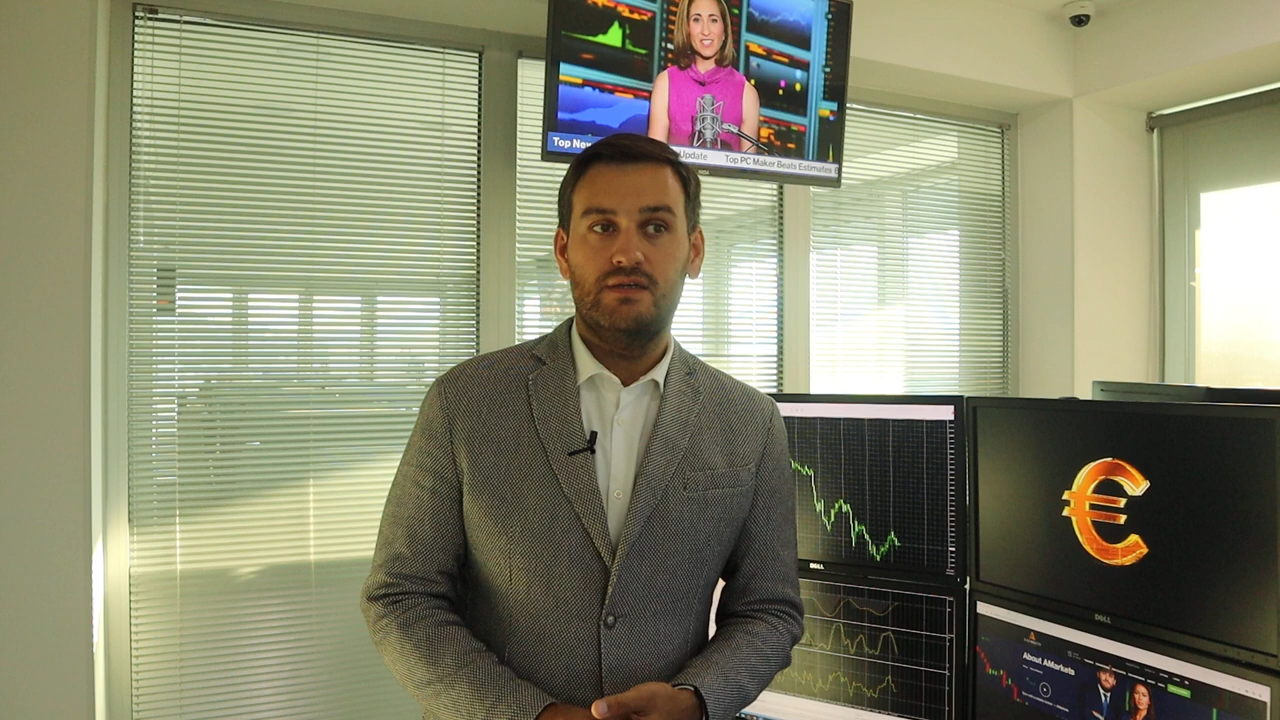 Top New
Update Top PC Maker Beats Estimates B
DELL
DELL
About AMarkets